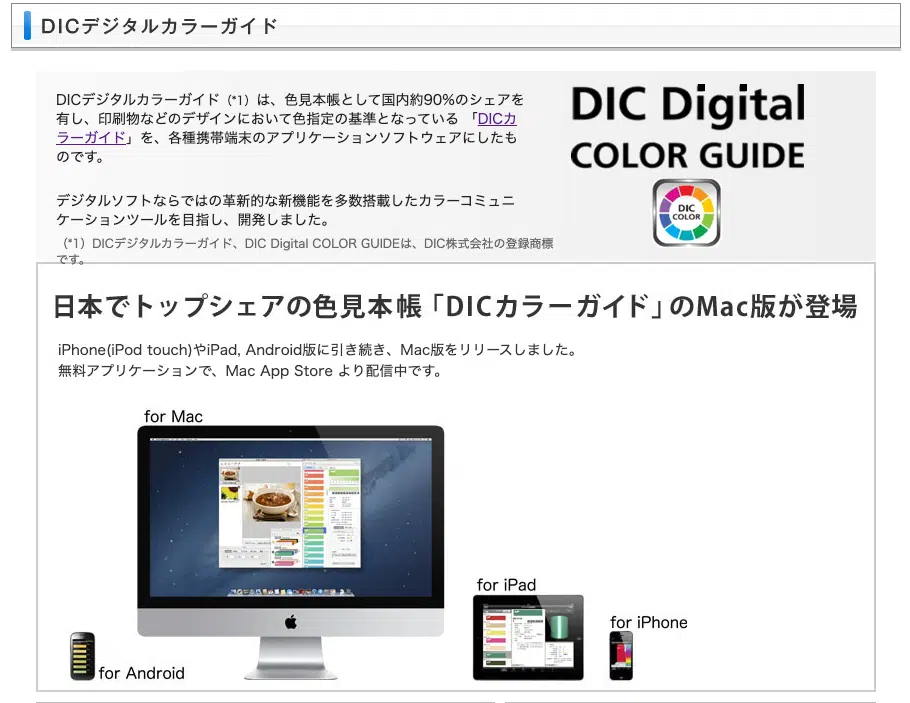 DICデジタルカラーガイド
DICデジタルカラーガイド（*1）は、色見本帳として国内約90%のシェアを
有し、印刷物などのデザインにおいて色指定の基準となっている 「DICカ
ラーガイド」を、各種携帯端末のアプリケーションソフトウェアにしたも
のです。
デジタルソフトならではの革新的な新機能を多数搭載したカラーコミュニ
ケーションツールを目指し、開発しました。
（*1）DICデジタルカラーガイド、DIC Digital COLOR GUIDEは、DIC株式会社の登録商標
です。
DIC Digital
COLOR GUIDE
DIC
COLOR
日本でトップシェアの色見本帳「DICカラーガイド」のMac版が登場
iPhone(iPod touch)やiPad, Android版に引き続き、Mac版をリリースしました。
無料アプリケーションで、Mac App Store より配信中です。
for Mac
for iPad
for iPhone
for Android